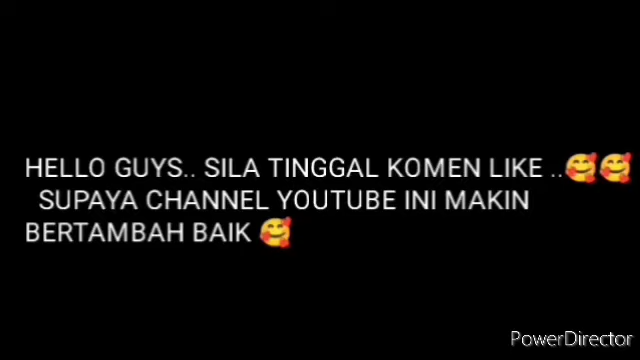 HELLO GUYS.. SILA TINGGAL KOMEN LIKE ..🥰🥰
SUPAYA CHANNEL YOUTUBE INI MAKIN
BERTAMBAH BAIK 🥰
PowerDirector